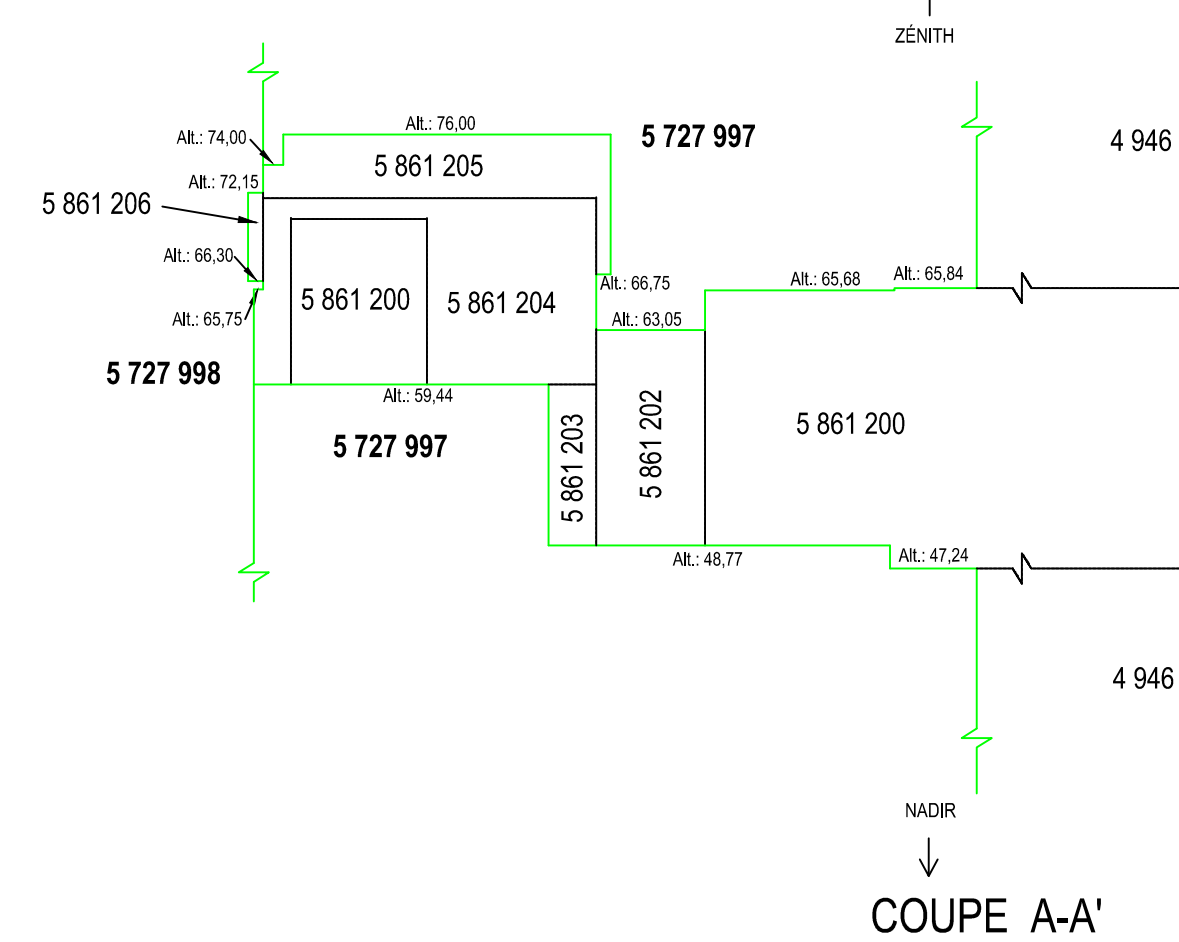 ZÉNITH
Alt.: 76,00
Alt.: 74,00
5 727 997
4 946
5 861 205
Alt.: 72,15
5 861 206
Alt.: 66,30
Alt.: 66,75
Alt.: 65,68
Alt.: 65,84
5 861 200
5 861 204
Alt.: 65,75
Alt.: 63,05
5 727 998
Alt.: 59,44
5 727 997
5 861 203
5 861 202
5 861 200
Alt.: 48,77
Alt.: 47,24
4 946
NADIR
COUPE A-A'